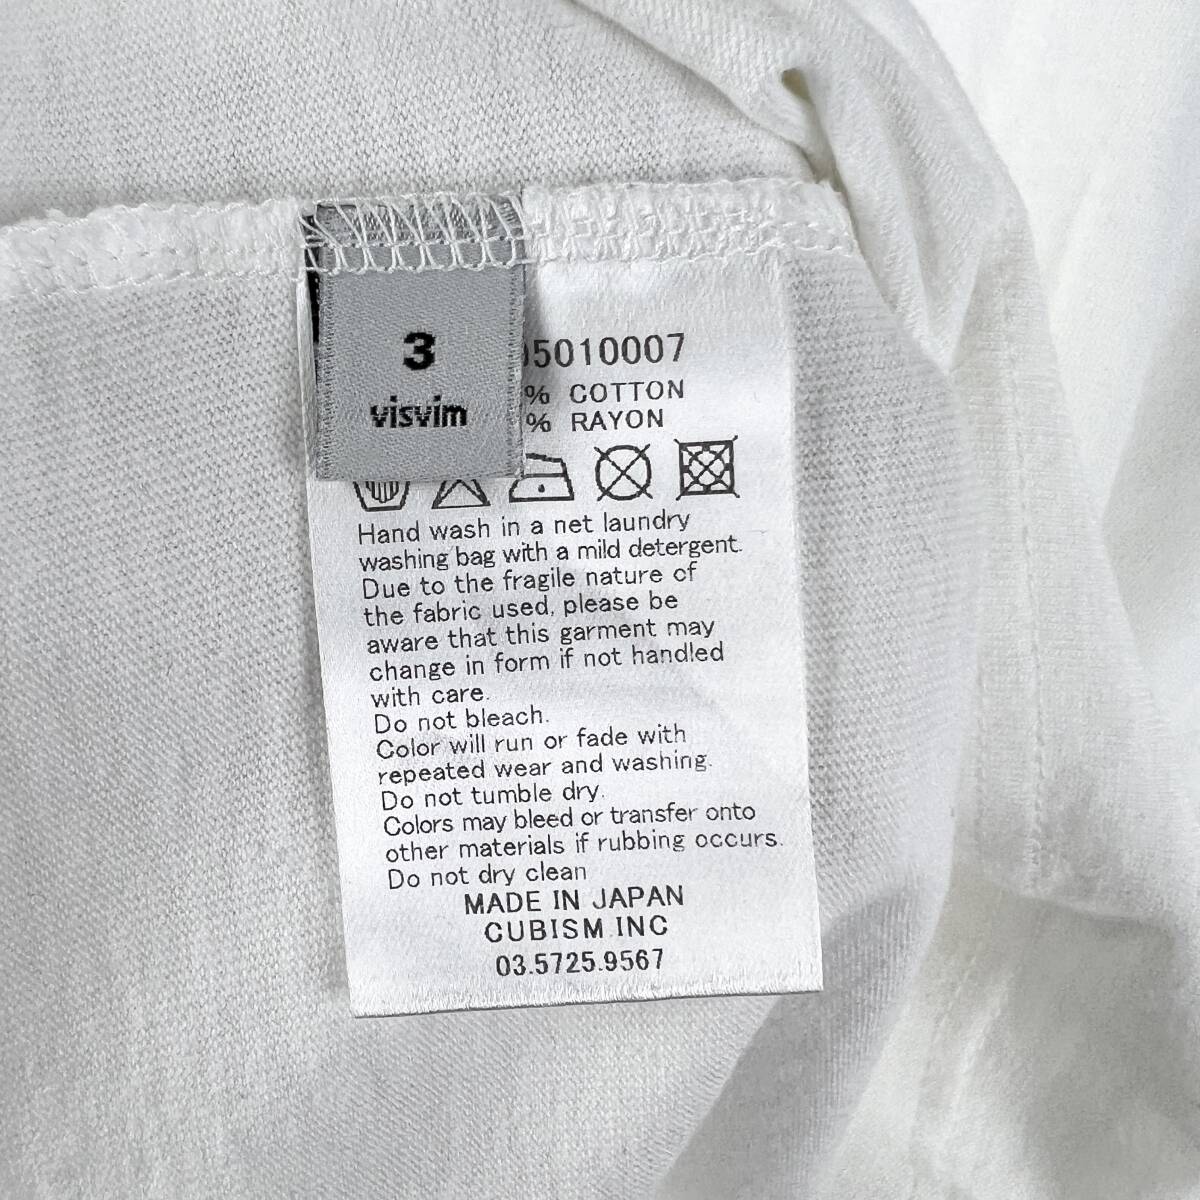 3
visvim
5010007
% COTTON
% RAYON
Hand wash in a net laundry
washing bag with a mild detergent.
Due to the fragile nature of
the fabric used, please be
aware that this garment may
change in form if not handled
with care.
Do not bleach.
Color will run or fade with
repeated wear and washing.
Do not tumble dry.
Colors may bleed or transfer onto
other materials if rubbing occurs.
Do not dry clean
MADE IN JAPAN
CUBISM INC
03.5725.9567